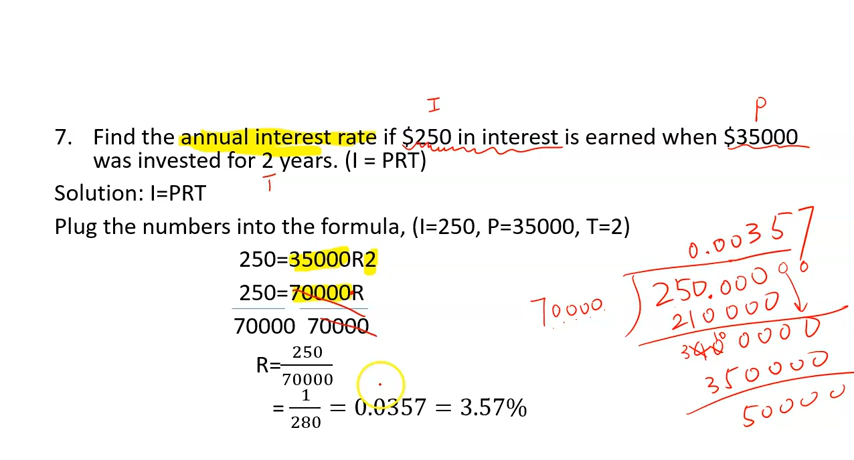 I P
7. Find the annual interest rate if $250 in interest is earned when $35000
was invested for 2 years. (I = PRT)
T
Solution: I=PRT
Plug the numbers into the formula, (I=250, P=35000, T=2)
250=35000R2
250=70000R
70000 70000
R=250/70000
= 1/280 = 0.0357 = 3.57%
0.00357
70000 250.00000
210000
0000
350000
50000